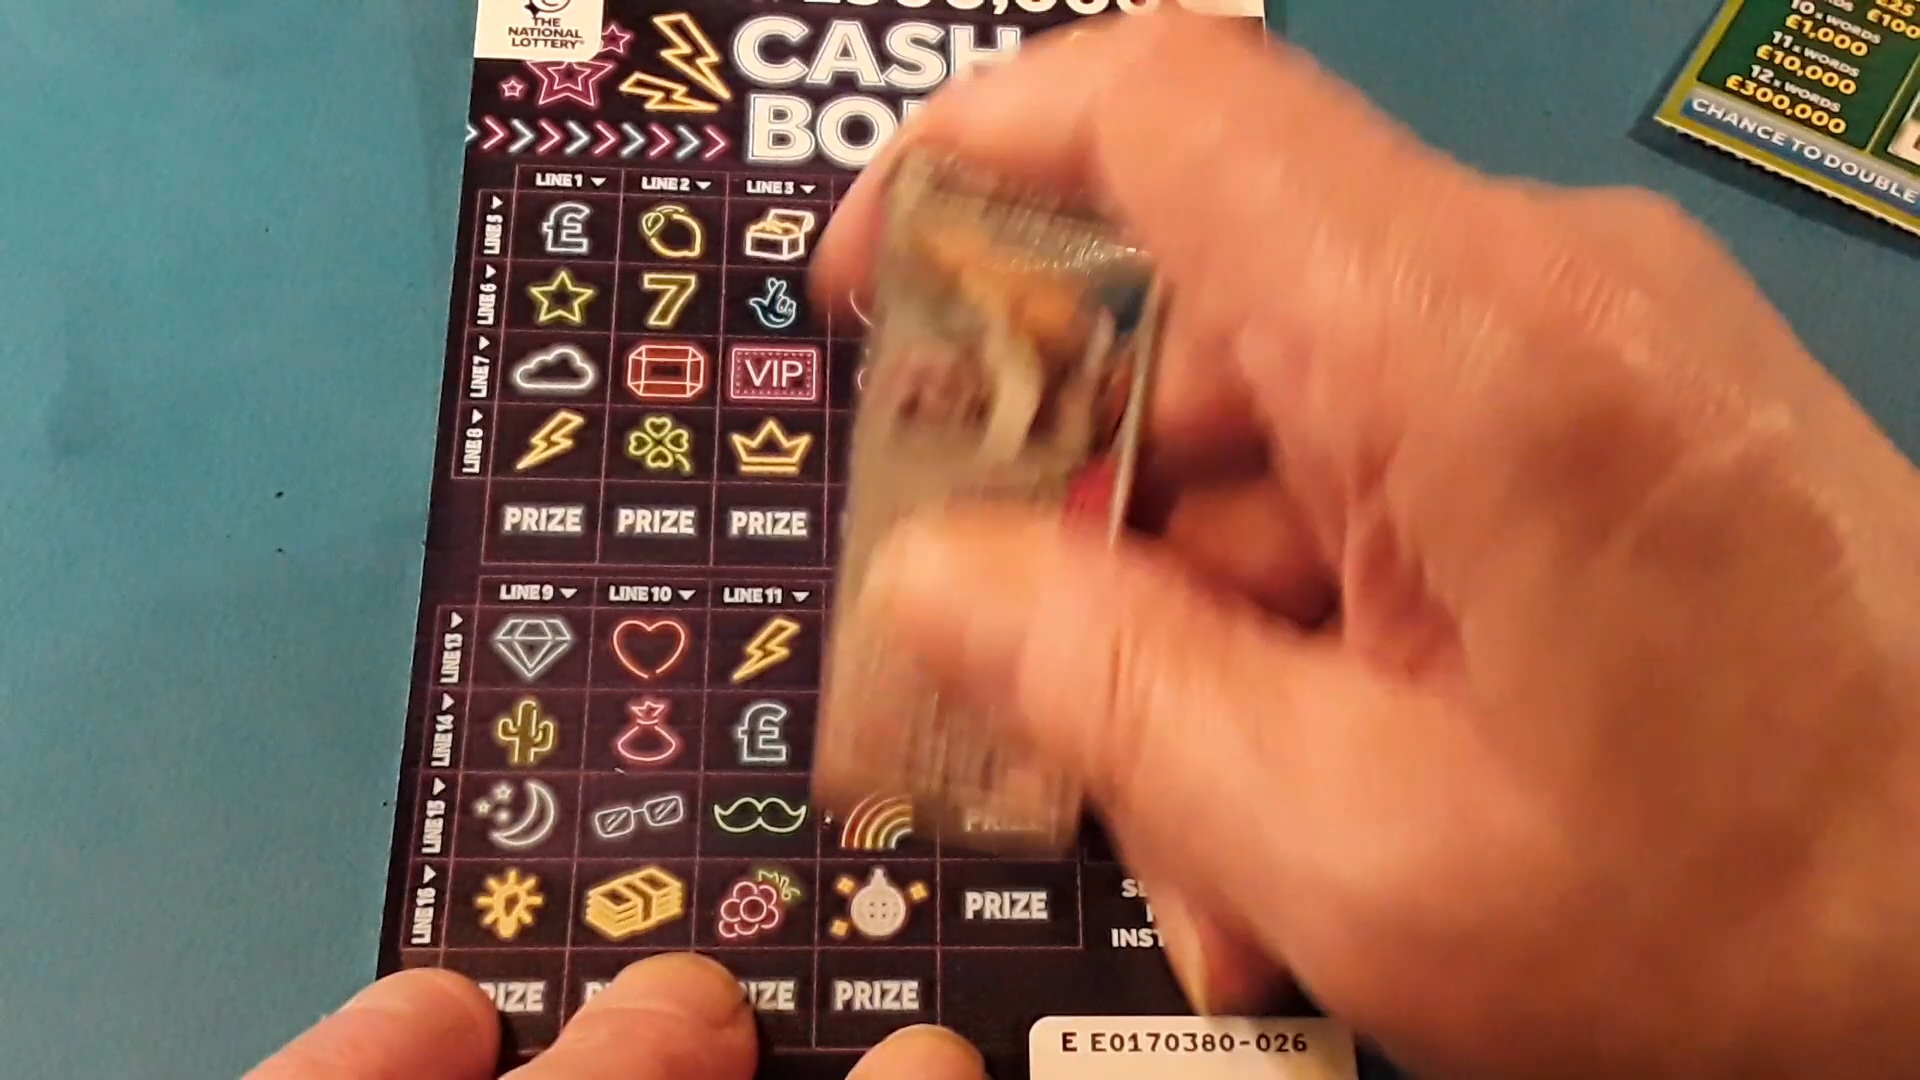 THE
NATIONAL
LOTTERY
CASH
LINE 1 LINE 2 LINE 3
LINE 5
LINE 6
LINE 7
LINE 8
£
7
VIP
PRIZE PRIZE PRIZE
LINE 9 LINE 10 LINE 11
LINE 13
LINE 14
LINE 15
LINE 16
£
PRIZE
PRIZE
PRIZE
E E0170380-026
£25
£100
10 x WORDS
£1,000
11 x WORDS
£10,000
12 x WORDS
£300,000
CHANCE TO DOUBLE